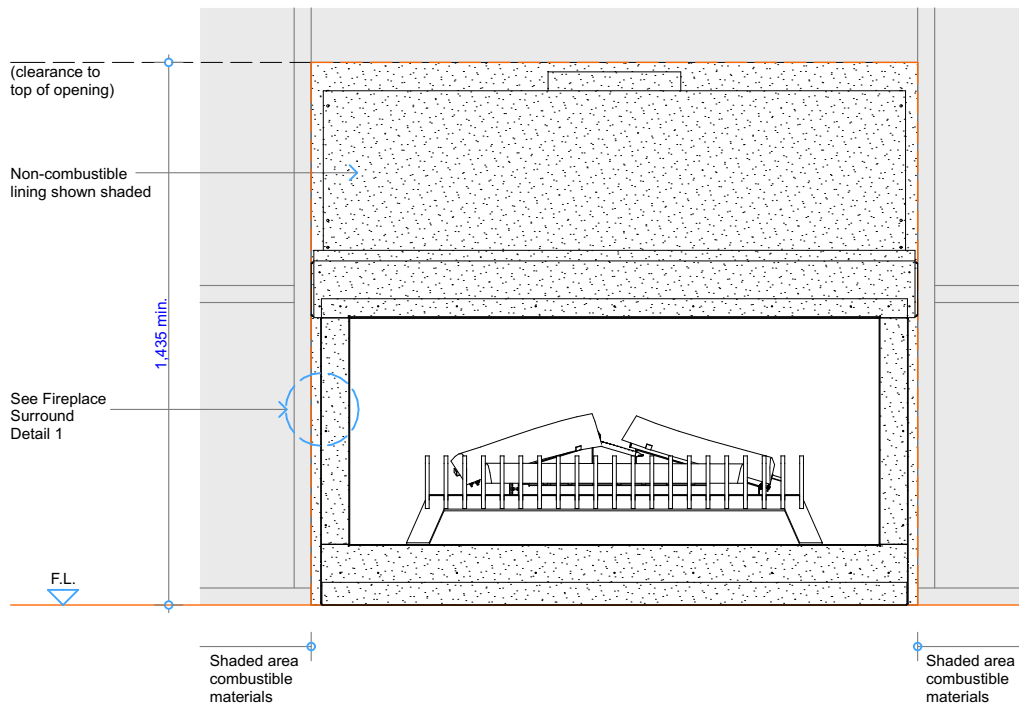 (clearance to
top of opening)
Non-combustible
lining shown shaded
1,435 min.
See Fireplace
Surround
Detail 1
F.L.
Shaded area
combustible
materials
Shaded area
combustible
materials